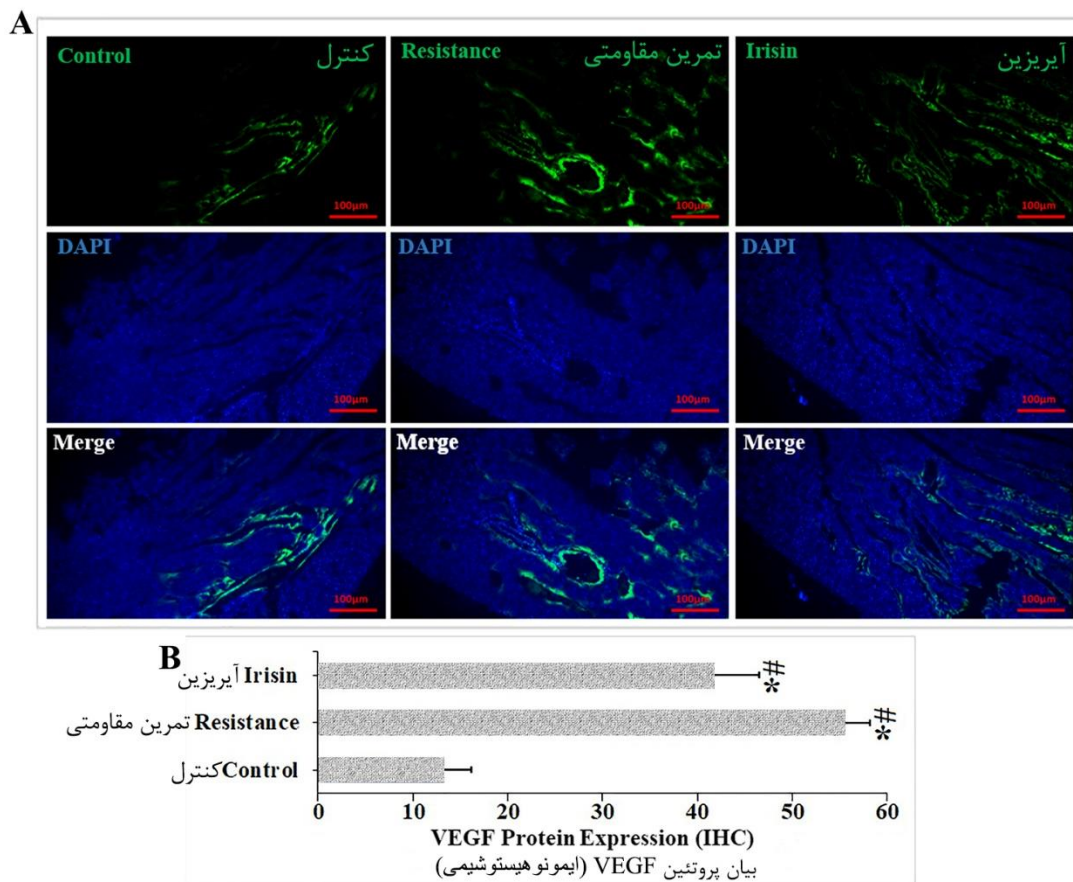 A
Control کنترل
Resistance تمرین مقاومتی
Irisin آیریزین
100µm
100µm
100µm
DAPI
DAPI
DAPI
100µm
100µm
100µm
Merge
Merge
Merge
100µm
100µm
100µm
B
آیریزین Irisin
#
*
تمرین مقاومتی Resistance
#
*
کنترل Control
0 10 20 30 40 50 60
VEGF Protein Expression (IHC)
بیان پروتئین VEGF (ایمونوهیستوشیمی)